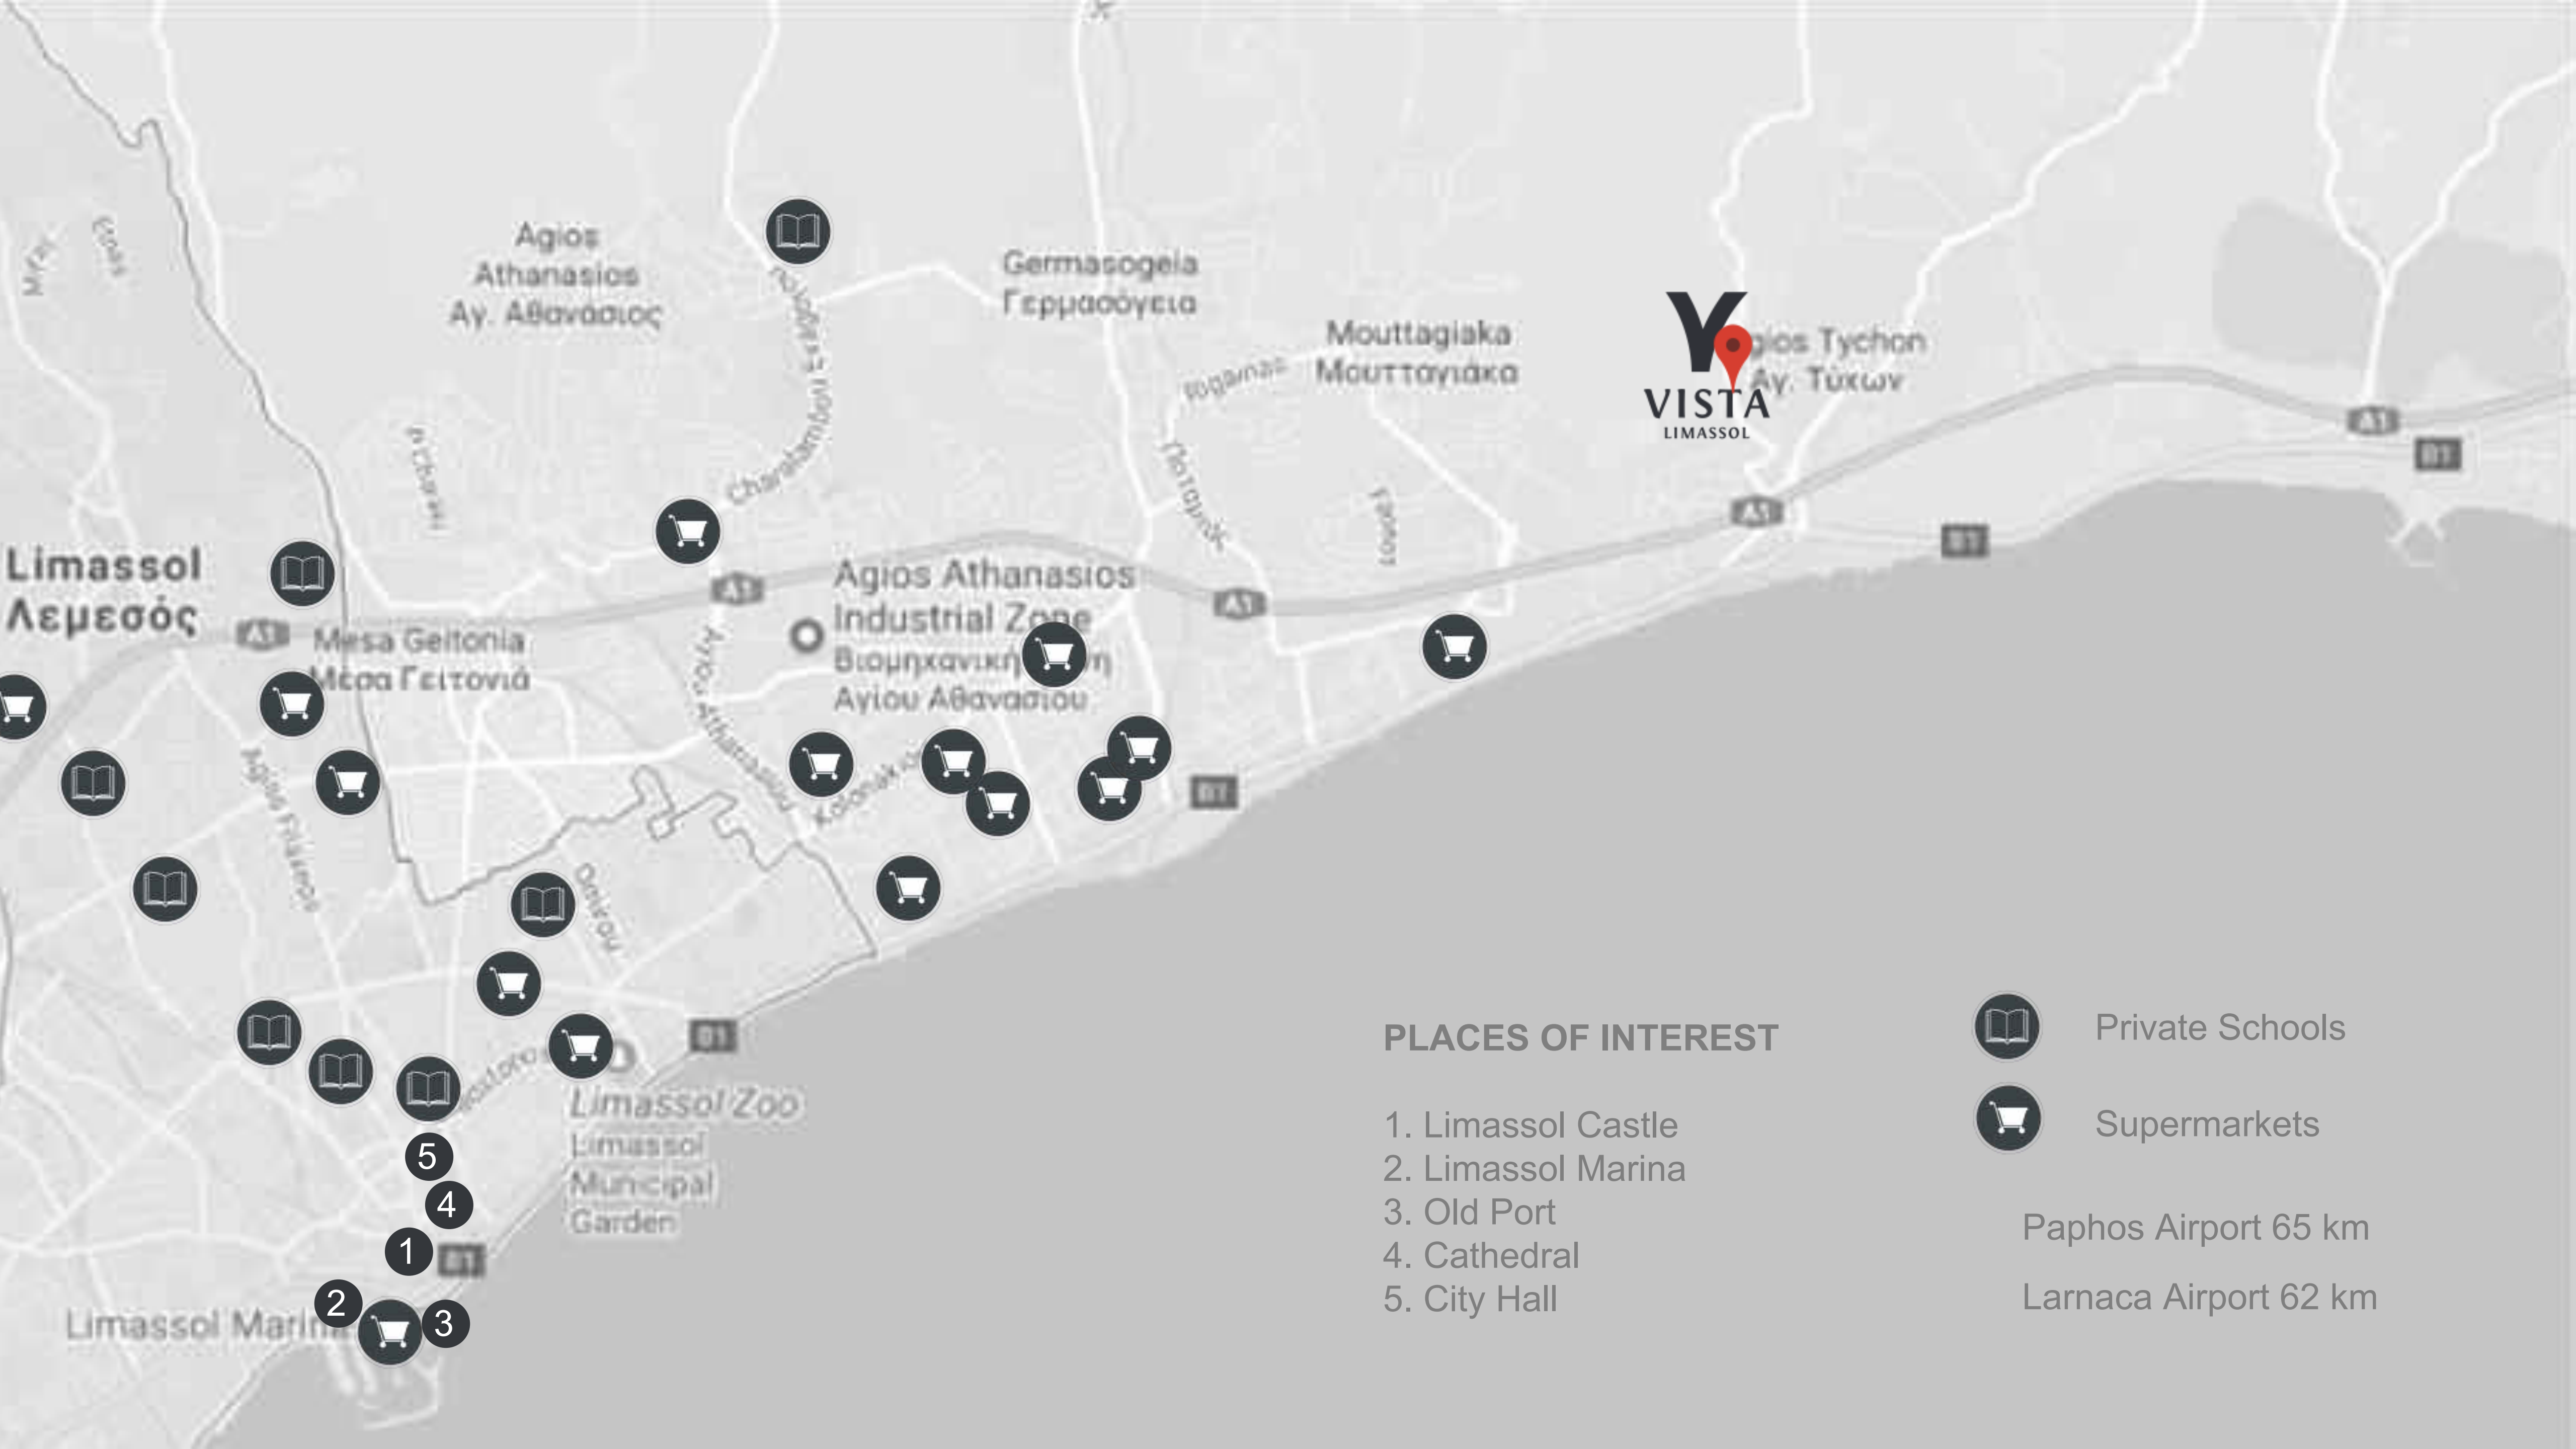 Agios
Athanasios
Αγ. Αθανάσιος
Germasogeia
Γερμασόγεια
Mouttagiaka
Μουτταγιάκα
Y
VISTA
LIMASSOL
gios Tychon
Αγ. Τύχων
A1
B1
A1
B1
Limassol
Λεμεσός
A1
Mesa Geitonia
Μέσα Γειτονιά
A1
Agios Athanasios
Industrial Zone
Βιομηχανική
Αγίου Αθανασίου
A1
B1
Agiou Athanasiou
Kolonakiou
B1
Limassol Zoo
Limassol
Municipal
Garden
5
4
1
B1
2
3
Limassol Marina
PLACES OF INTEREST
1. Limassol Castle
2. Limassol Marina
3. Old Port
4. Cathedral
5. City Hall
Private Schools
Supermarkets
Paphos Airport 65 km
Larnaca Airport 62 km